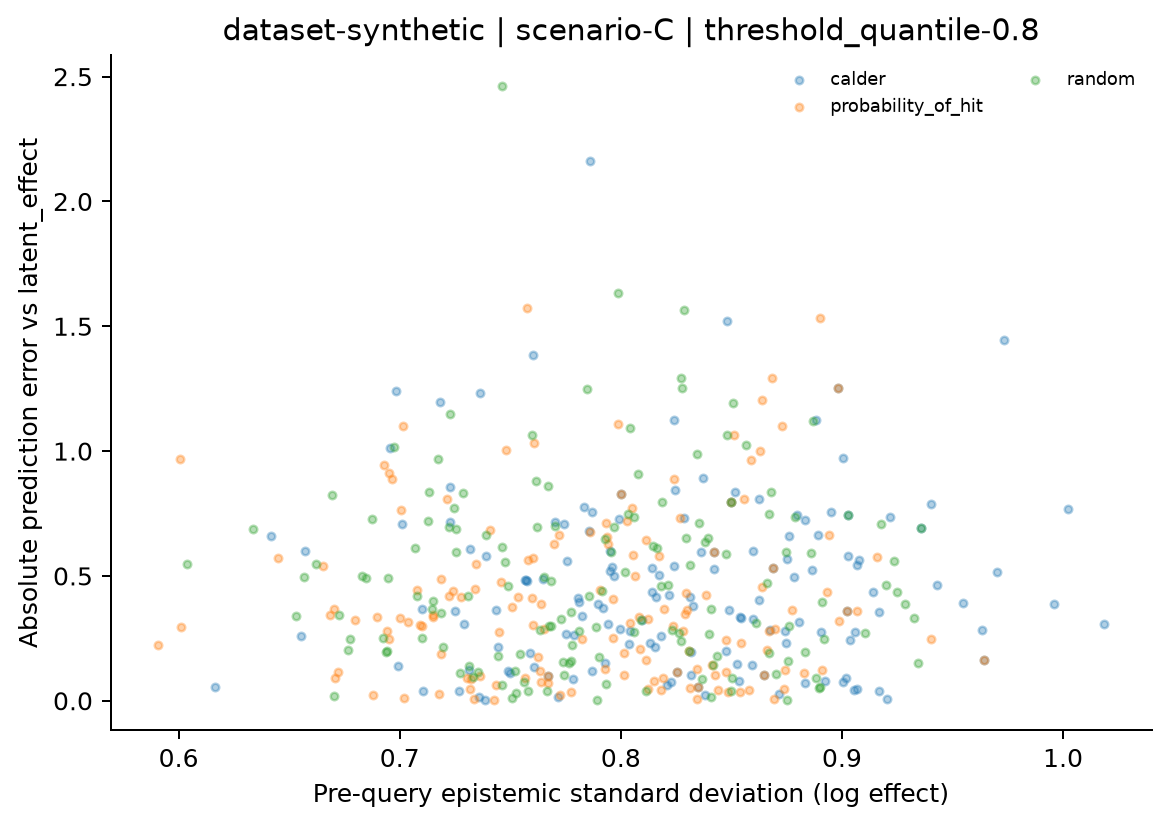 dataset-synthetic | scenario-C | threshold_quantile-0.8
calder
probability_of_hit
random
Absolute prediction error vs latent_effect
2.5
2.0
1.5
1.0
0.5
0.0
0.6
0.7
0.8
0.9
1.0
Pre-query epistemic standard deviation (log effect)